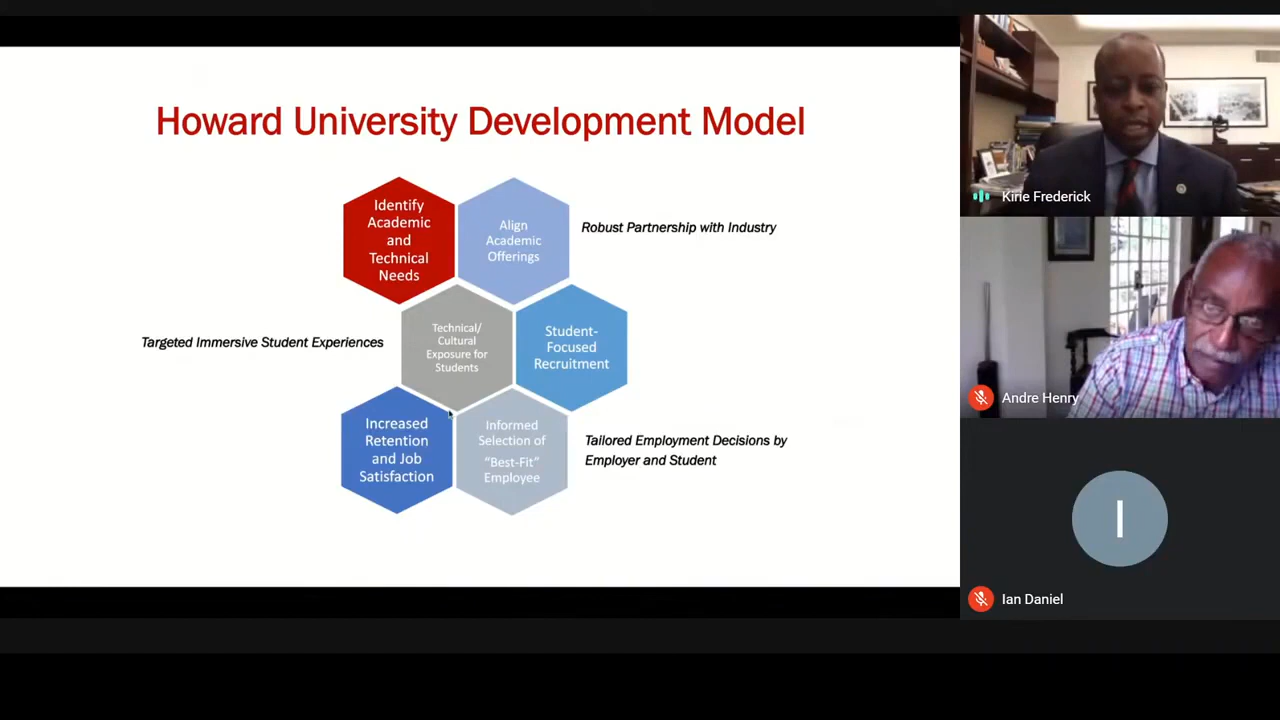 Howard University Development Model
Identify
Academic
and
Technical
Needs
Align
Academic
Offerings
Robust Partnership with Industry
Targeted Immersive Student Experiences
Technical/
Cultural
Exposure for
Students
Student-
Focused
Recruitment
Increased
Retention
and Job
Satisfaction
Informed
Selection of
“Best-Fit”
Employee
Tailored Employment Decisions by
Employer and Student
Kirie Frederick
Andre Henry
I
Ian Daniel